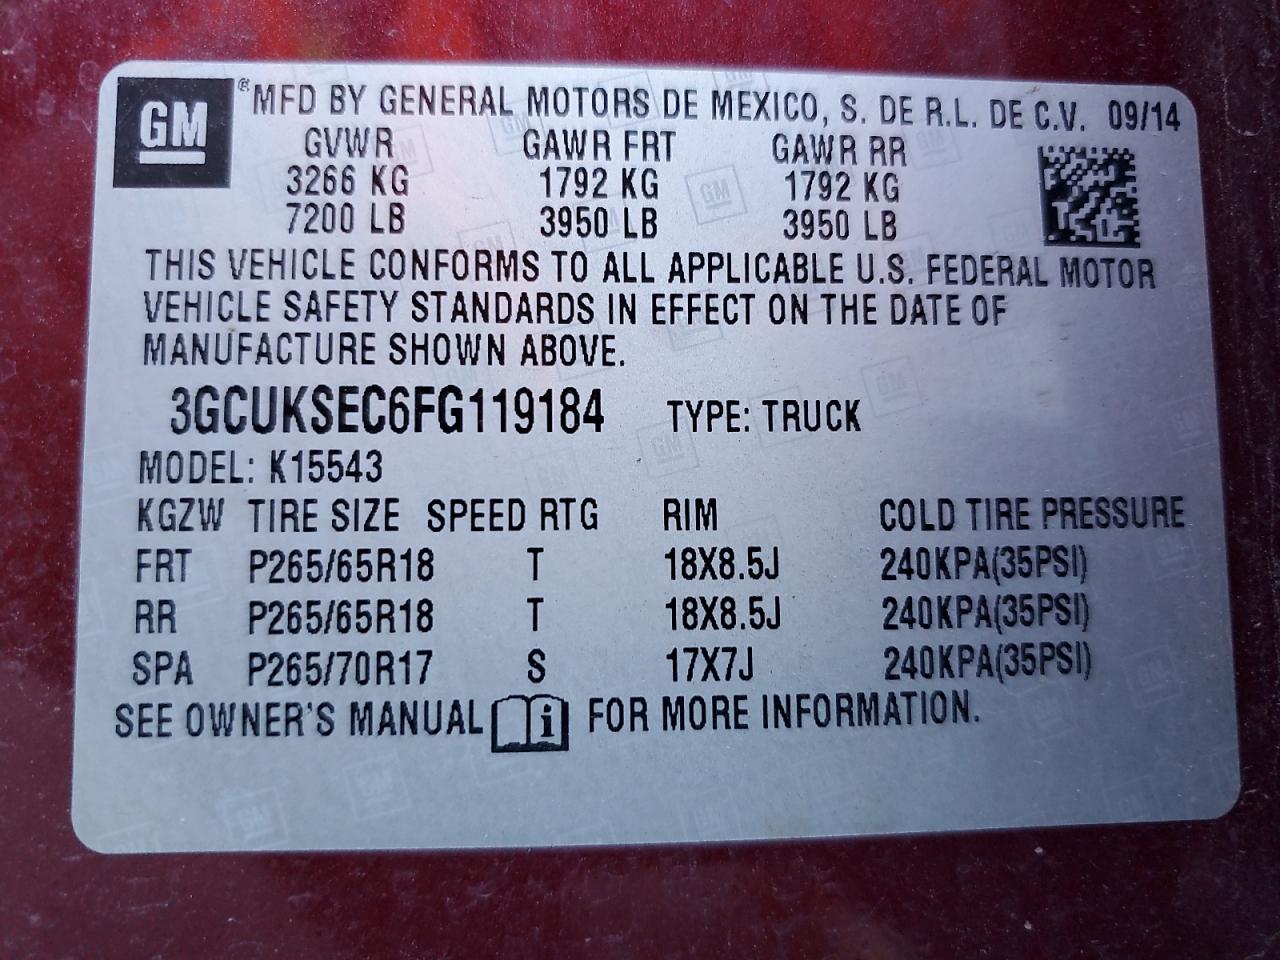 GM ® MFD BY GENERAL MOTORS DE MEXICO, S. DE R.L. DE C.V. 09/14
GVWR GAWR FRT GAWR RR
3266 KG 1792 KG 1792 KG
7200 LB 3950 LB 3950 LB
THIS VEHICLE CONFORMS TO ALL APPLICABLE U.S. FEDERAL MOTOR
VEHICLE SAFETY STANDARDS IN EFFECT ON THE DATE OF
MANUFACTURE SHOWN ABOVE.
3GCUKSEC6FG119184 TYPE: TRUCK
MODEL: K15543
KGZW TIRE SIZE SPEED RTG RIM COLD TIRE PRESSURE
FRT P265/65R18 T 18X8.5J 240KPA(35PSI)
RR P265/65R18 T 18X8.5J 240KPA(35PSI)
SPA P265/70R17 S 17X7J 240KPA(35PSI)
SEE OWNER'S MANUAL i FOR MORE INFORMATION.